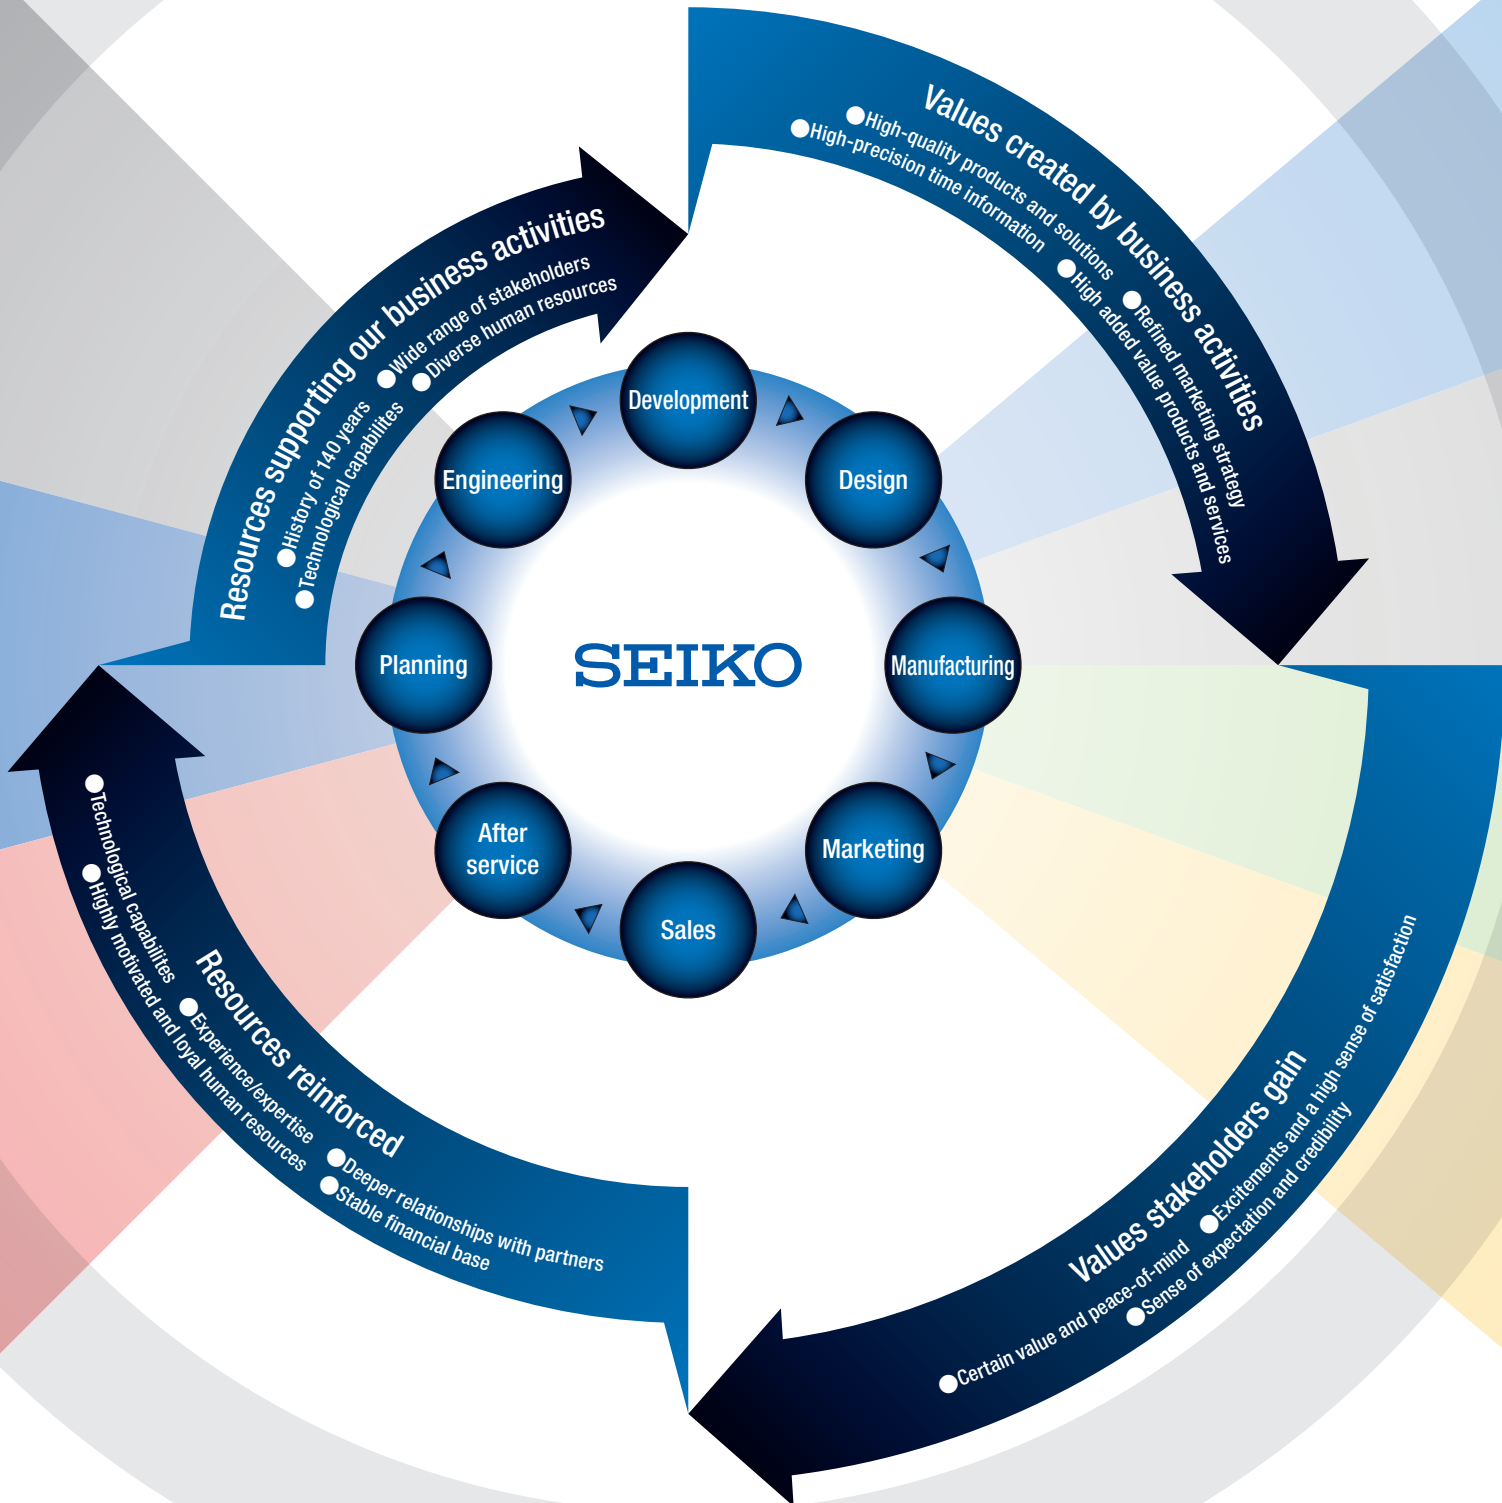 Values created by business activities
●High-quality products and solutions
●High-precision time information
●Refined marketing strategy
●High added value products and services
Resources supporting our business activities
●History of 140 years
●Wide range of stakeholders
●Technological capabilites
●Diverse human resources
Development
Engineering
Design
Planning
SEIKO
Manufacturing
After
service
Marketing
Sales
Values stakeholders gain
●Certain value and peace-of-mind
●Excitements and a high sense of satisfaction
●Sense of expectation and credibility
Resources reinforced
●Technological capabilites
●Experience/expertise
●Deeper relationships with partners
●Highly motivated and loyal human resources
●Stable financial base